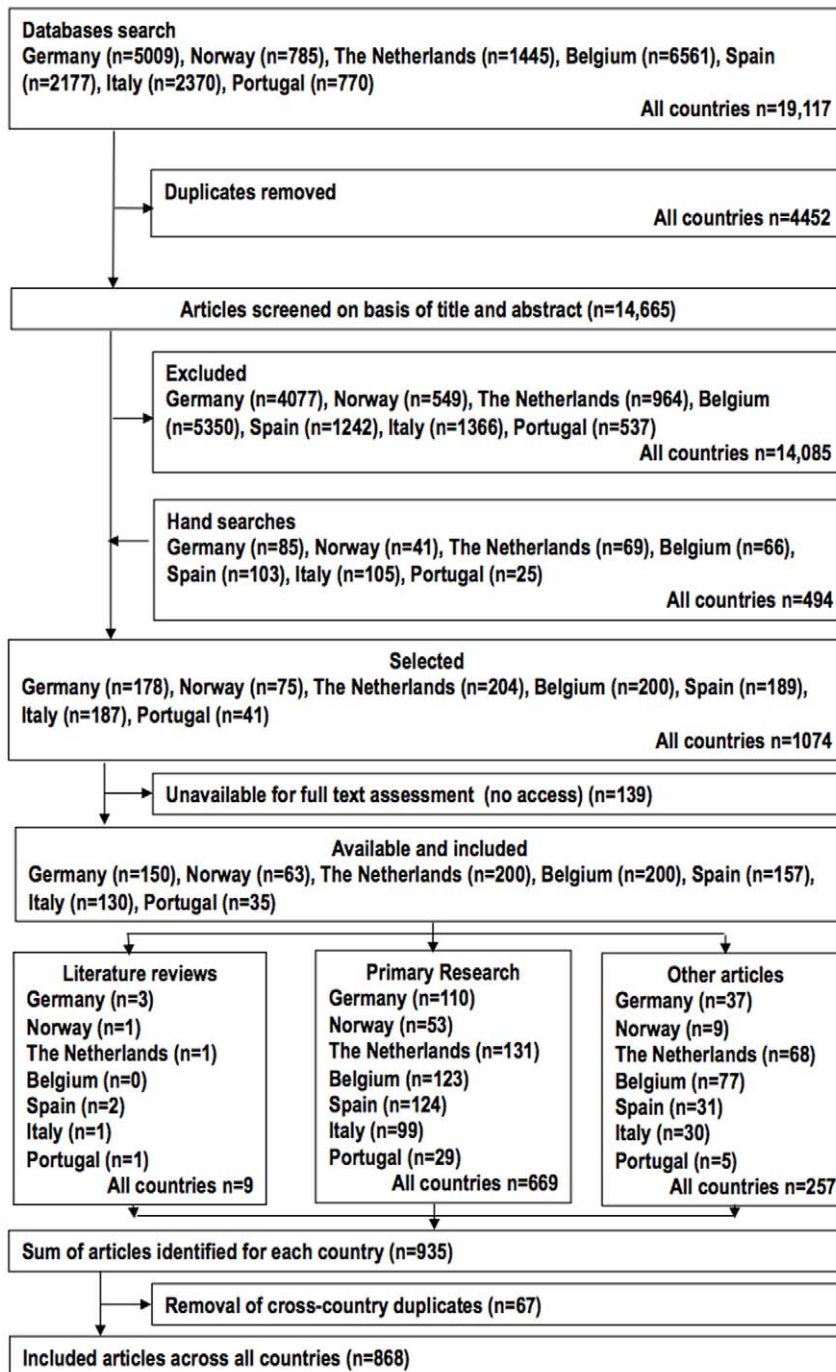 Databases search
Germany (n=5009), Norway (n=785), The Netherlands (n=1445), Belgium (n=6561), Spain
(n=2177), Italy (n=2370), Portugal (n=770)
All countries n=19,117
Duplicates removed
All countries n=4452
Articles screened on basis of title and abstract (n=14,665)
Excluded
Germany (n=4077), Norway (n=549), The Netherlands (n=964), Belgium
(n=5350), Spain (n=1242), Italy (n=1366), Portugal (n=537)
All countries n=14,085
Hand searches
Germany (n=85), Norway (n=41), The Netherlands (n=69), Belgium (n=66),
Spain (n=103), Italy (n=105), Portugal (n=25)
All countries n=494
Selected
Germany (n=178), Norway (n=75), The Netherlands (n=204), Belgium (n=200), Spain (n=189),
Italy (n=187), Portugal (n=41)
All countries n=1074
Unavailable for full text assessment (no access) (n=139)
Available and included
Germany (n=150), Norway (n=63), The Netherlands (n=200), Belgium (n=200), Spain (n=157),
Italy (n=130), Portugal (n=35)
Literature reviews
Germany (n=3)
Norway (n=1)
The Netherlands (n=1)
Belgium (n=0)
Spain (n=2)
Italy (n=1)
Portugal (n=1)
All countries n=9
Primary Research
Germany (n=110)
Norway (n=53)
The Netherlands (n=131)
Belgium (n=123)
Spain (n=124)
Italy (n=99)
Portugal (n=29)
All countries n=669
Other articles
Germany (n=37)
Norway (n=9)
The Netherlands (n=68)
Belgium (n=77)
Spain (n=31)
Italy (n=30)
Portugal (n=5)
All countries n=257
Sum of articles identified for each country (n=935)
Removal of cross-country duplicates (n=67)
Included articles across all countries (n=868)